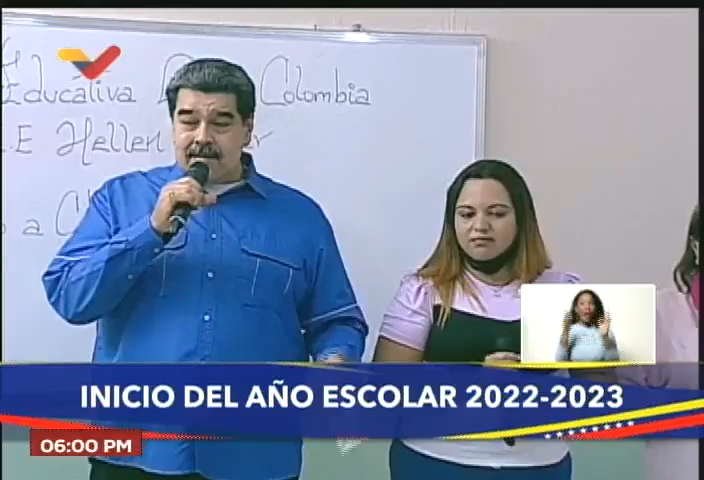 Educativa
Colombia
E Hellen
a
INICIO DEL AÑO ESCOLAR 2022-2023
06:00 PM